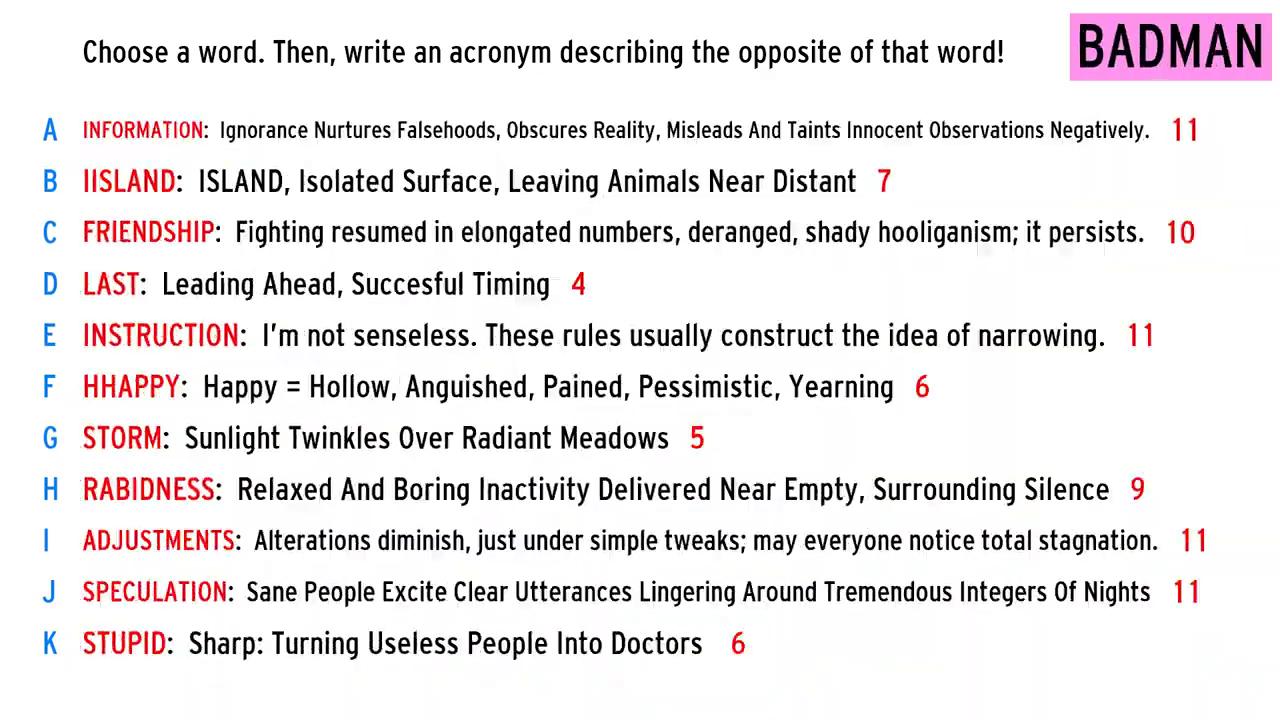 Choose a word. Then, write an acronym describing the opposite of that word!
BADMAN
A INFORMATION: Ignorance Nurtures Falsehoods, Obscures Reality, Misleads And Taints Innocent Observations Negatively. 11
B IISLAND: ISLAND, Isolated Surface, Leaving Animals Near Distant 7
C FRIENDSHIP: Fighting resumed in elongated numbers, deranged, shady hooliganism; it persists. 10
D LAST: Leading Ahead, Succesful Timing 4
E INSTRUCTION: I'm not senseless. These rules usually construct the idea of narrowing. 11
F HHAPPY: Happy = Hollow, Anguished, Pained, Pessimistic, Yearning 6
G STORM: Sunlight Twinkles Over Radiant Meadows 5
H RABIDNESS: Relaxed And Boring Inactivity Delivered Near Empty, Surrounding Silence 9
I ADJUSTMENTS: Alterations diminish, just under simple tweaks; may everyone notice total stagnation. 11
J SPECULATION: Sane People Excite Clear Utterances Lingering Around Tremendous Integers Of Nights 11
K STUPID: Sharp: Turning Useless People Into Doctors 6